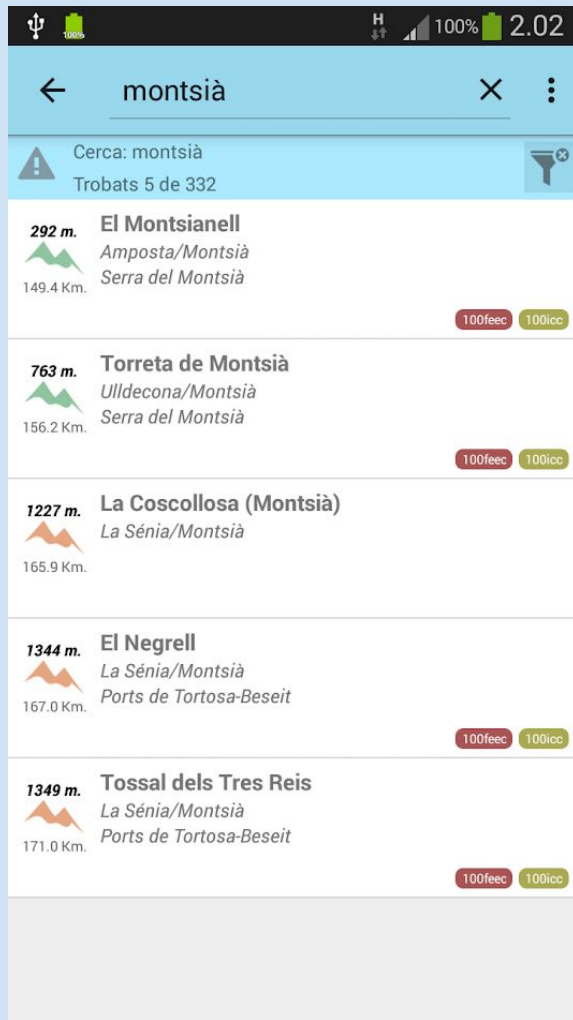 100%
H
100%
2.02
montsià
Cerca: montsià
Trobats 5 de 332
292 m.
149.4 Km.
El Montsianell
Amposta/Montsià
Serra del Montsià
100feec 100icc
763 m.
156.2 Km.
Torreta de Montsià
Ulldecona/Montsià
Serra del Montsià
100feec 100icc
1227 m.
165.9 Km.
La Coscollosa (Montsià)
La Sénia/Montsià
1344 m.
167.0 Km.
El Negrell
La Sénia/Montsià
Ports de Tortosa-Beseit
100feec 100icc
1349 m.
171.0 Km.
Tossal dels Tres Reis
La Sénia/Montsià
Ports de Tortosa-Beseit
100feec 100icc